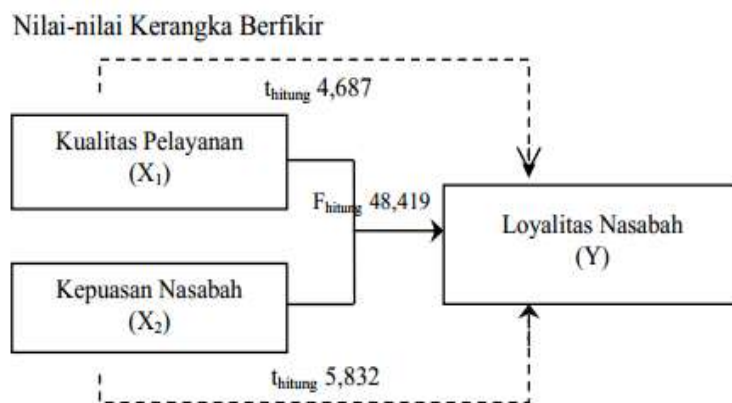 Nilai-nilai Kerangka Berfikir
thitung 4,687
Kualitas Pelayanan
(X1)
Fhitung 48,419
Loyalitas Nasabah
(Y)
Kepuasan Nasabah
(X2)
thitung 5,832